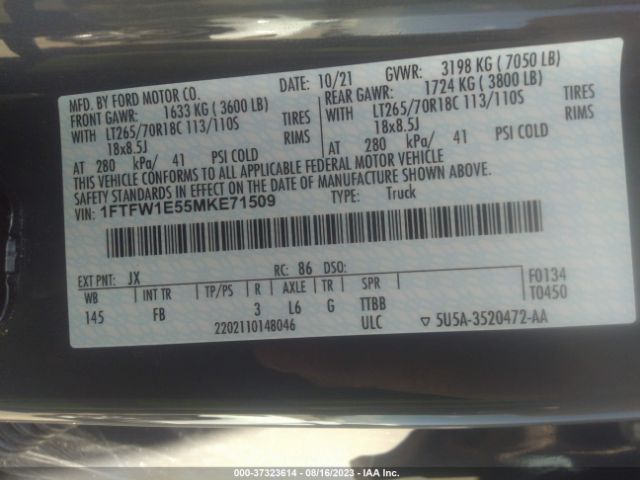 MFD. BY FORD MOTOR CO.
DATE: 10/21 GVWR: 3198 KG ( 7050 LB)
FRONT GAWR: 1633 KG ( 3600 LB)
WITH LT265/70R18C 113/110S TIRES
18x8.5J RIMS
AT 280 kPa/ 41 PSI COLD
REAR GAWR: 1724 KG ( 3800 LB)
WITH LT265/70R18C 113/110S TIRES
18x8.5J RIMS
AT 280 kPa/ 41 PSI COLD
THIS VEHICLE CONFORMS TO ALL APPLICABLE FEDERAL MOTOR VEHICLE
SAFETY STANDARDS IN EFFECT ON THE DATE OF MANUFACTURE SHOWN ABOVE.
VIN: 1FTFW1E55MKE71509 TYPE: Truck
EXT PNT: JX RC: 86 DSO:
WB INT TR TP/PS R AXLE TR SPR
145 FB 3 L6 G TTBB
F0134
T0450
2202110148046 ULC ▽ 5U5A-3520472-AA
000-37323614 - 08/16/2023 - IAA Inc.